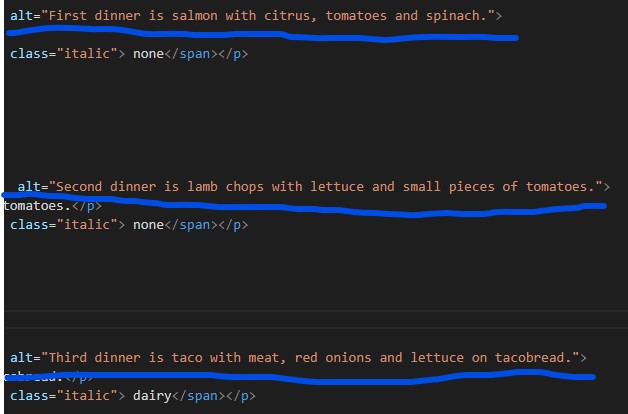 alt="First dinner is salmon with citrus, tomatoes and spinach.">
class="italic"> none</span></p>
alt="Second dinner is lamb chops with lettuce and small pieces of tomatoes.">
tomatoes.</p>
class="italic"> none</span></p>
alt="Third dinner is taco with meat, red onions and lettuce on tacobread.">
</p>
class="italic"> dairy</span></p>